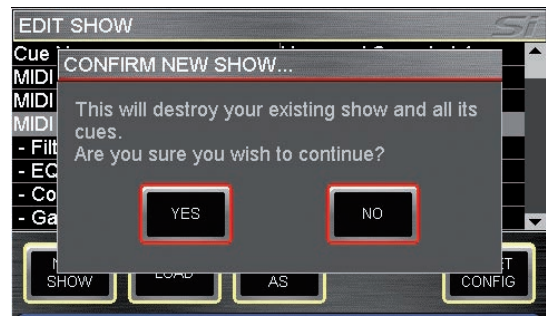 EDIT SHOW
Si
Cue
CONFIRM NEW SHOW...
MIDI
MIDI
MIDI
This will destroy your existing show and all its
cues.
Are you sure you wish to continue?
- Filt
- EQ
- Co
- Ga
YES
NO
SHOW
LOAD
AS
CONFIG